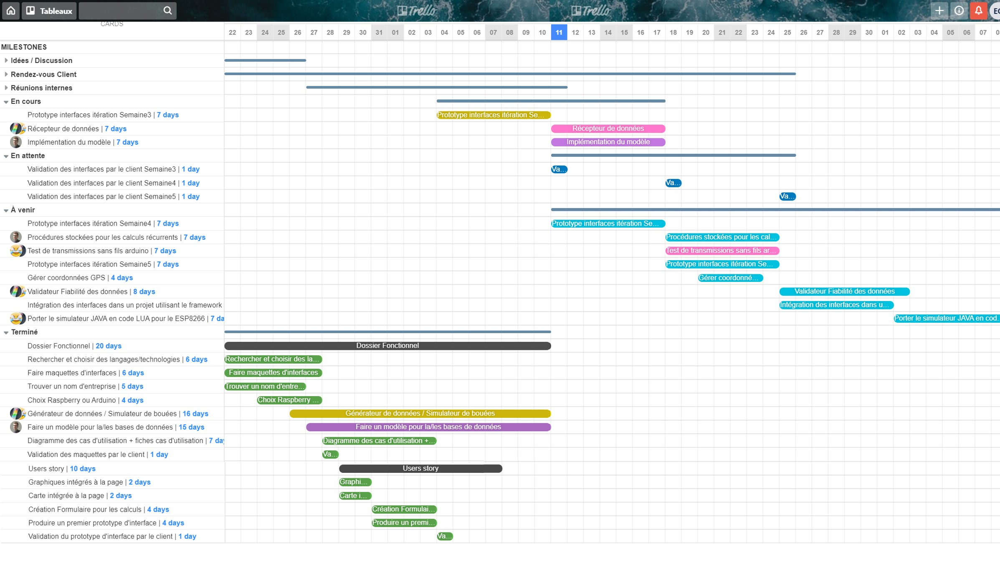 Tableaux
Trello
Trello
CARDS
22 23 24 25 26 27 28 29 30 31 01 02 03 04 05 06 07 08 09 10 11 12 13 14 15 16 17 18 19 20 21 22 23 24 25 26 27 28 29 30 01 02 03 04 05 06 07
MILESTONES
Idées / Discussion
Rendez-vous Client
Réunions internes
En cours
Prototype interfaces itération Semaine3 | 7 days
Prototype interfaces itération Se...
Récepteur de données | 7 days
Récepteur de données
Implémentation du modèle | 7 days
Implémentation du modèle
En attente
Validation des interfaces par le client Semaine3 | 1 day
Va...
Validation des interfaces par le client Semaine4 | 1 day
Va...
Validation des interfaces par le client Semaine5 | 1 day
Va...
À venir
Prototype interfaces itération Semaine4 | 7 days
Prototype interfaces itération Se...
Procédures stockées pour les calculs récurrents | 7 days
Procédures stockées pour les cal...
Test de transmissions sans fils arduino | 7 days
Test de transmissions sans fils ar...
Prototype interfaces itération Semaine5 | 7 days
Prototype interfaces itération Se...
Gérer coordonnées GPS | 4 days
Gérer coordonné...
Validateur Fiabilité des données | 8 days
Validateur Fiabilité des données
Intégration des interfaces dans un projet utilisant le framework
Intégration des interfaces dans u...
Porter le simulateur JAVA en code LUA pour le ESP8266 | 7 da
Porter le simulateur JAVA en cod.
Terminé
Dossier Fonctionnel | 20 days
Dossier Fonctionnel
Rechercher et choisir des langages/technologies | 6 days
Rechercher et choisir des la...
Faire maquettes d'interfaces | 6 days
Faire maquettes d'interfaces
Trouver un nom d'entreprise | 5 days
Trouver un nom d'entre...
Choix Raspberry ou Arduino | 4 days
Choix Raspberry ...
Générateur de données / Simulateur de bouées | 16 days
Générateur de données / Simulateur de bouées
Faire un modèle pour la/les bases de données | 15 days
Faire un modèle pour la/les bases de données
Diagramme des cas d'utilisation + fiches cas d'utilisation | 7 day
Diagramme des cas d'utilisation +...
Validation des maquettes par le client | 1 day
Va...
Users story | 10 days
Users story
Graphiques intégrés à la page | 2 days
Graphi...
Carte intégrée à la page | 2 days
Carte i...
Création Formulaire pour les calculs | 4 days
Création Formulai...
Produire un premier prototype d'interface | 4 days
Produire un premi...
Validation du prototype d'interface par le client | 1 day
Va...